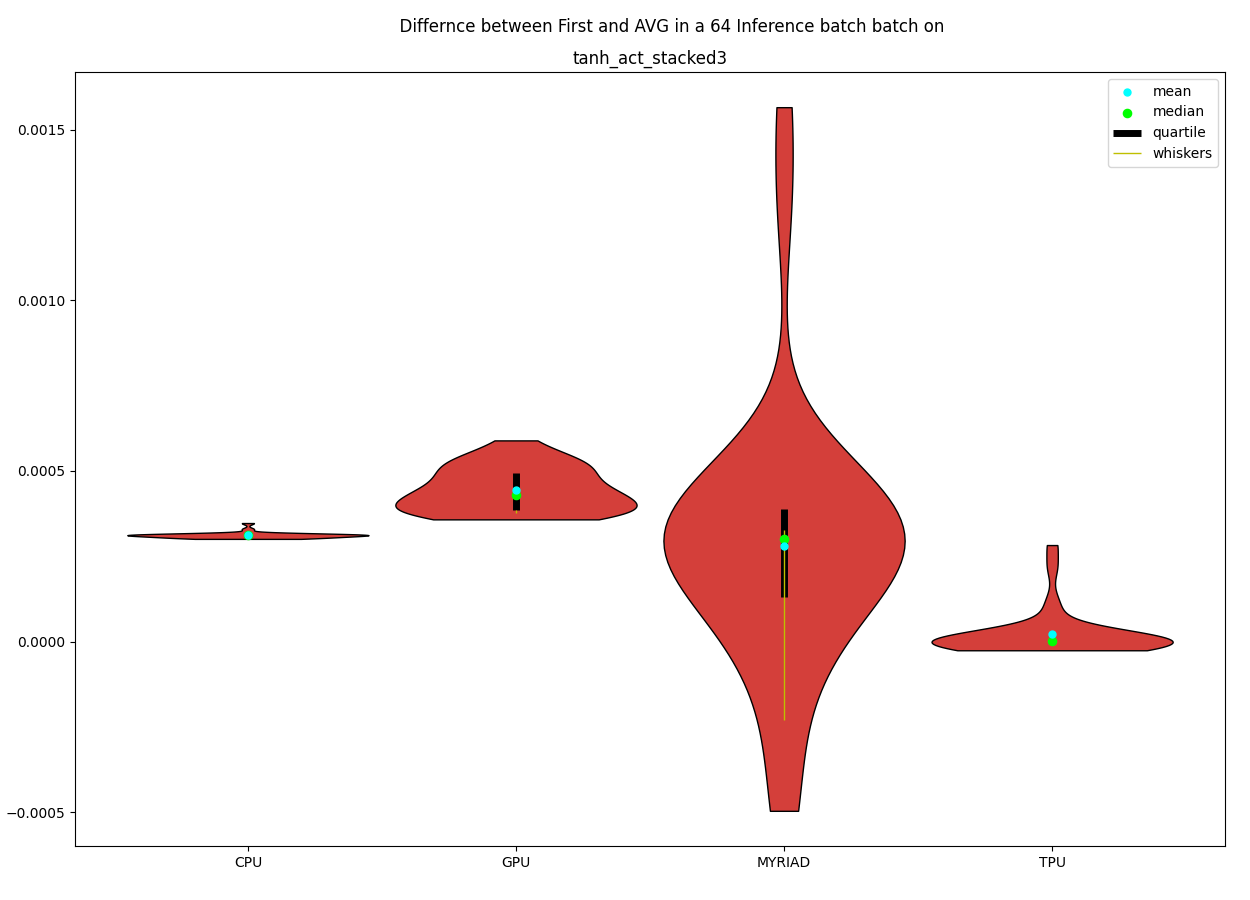 Differnce between First and AVG in a 64 Inference batch batch on
tanh_act_stacked3
mean
median
quartile
whiskers
0.0015
0.0010
0.0005
0.0000
−0.0005
CPU GPU MYRIAD TPU